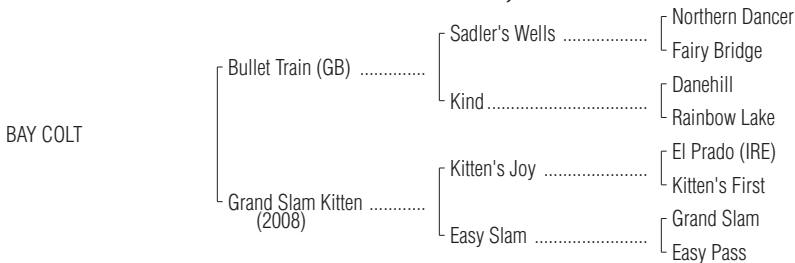 Northern Dancer
Sadler's Wells ..................
Fairy Bridge
Bullet Train (GB) ..............
Danehill
Kind..................................
Rainbow Lake
BAY COLT
El Prado (IRE)
Kitten's Joy ......................
Kitten's First
Grand Slam Kitten ............
(2008)
Grand Slam
Easy Slam ........................
Easy Pass